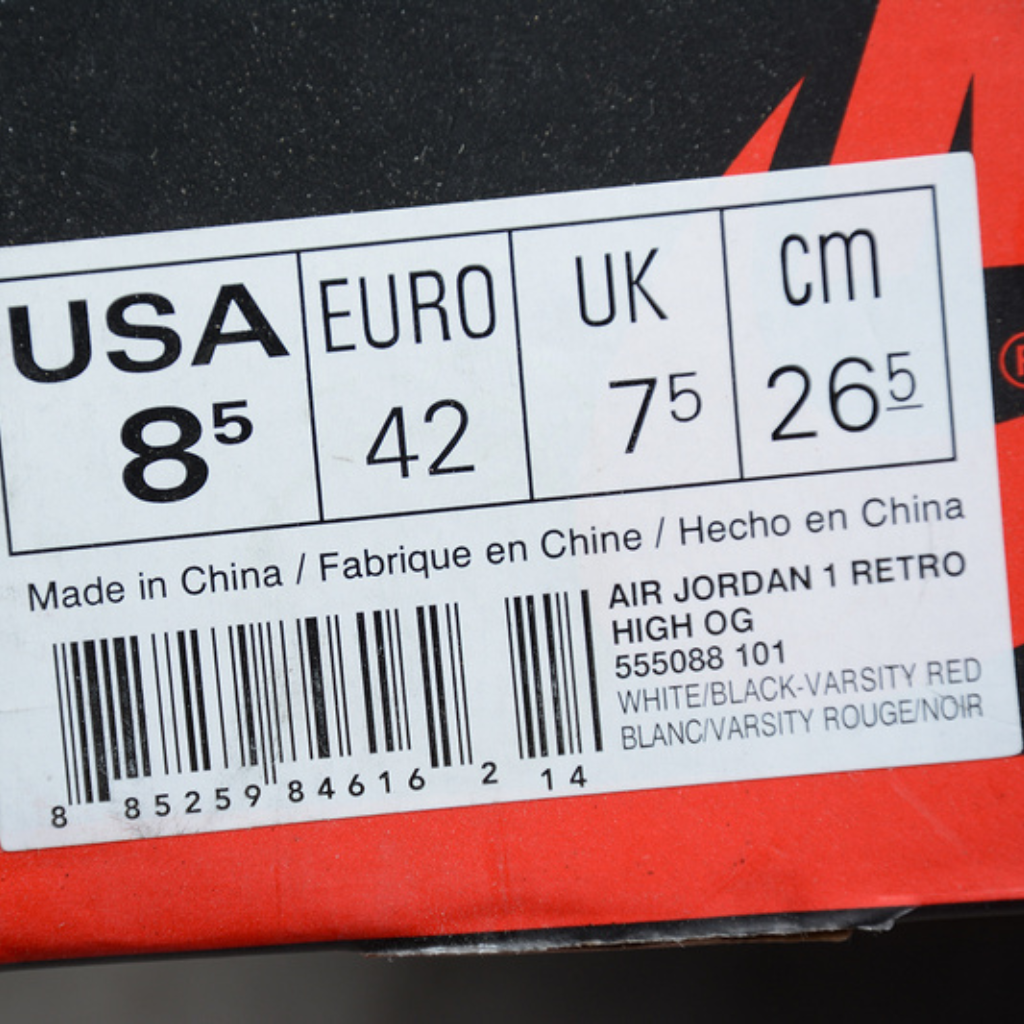 USA EURO UK cm
8⁵ 42 7⁵ 26⁵
Made in China / Fabrique en Chine / Hecho en China
AIR JORDAN 1 RETRO
HIGH OG
555088 101
WHITE/BLACK-VARSITY RED
BLANC/VARSITY ROUGE/NOIR
8 85259 84616 2 14
®